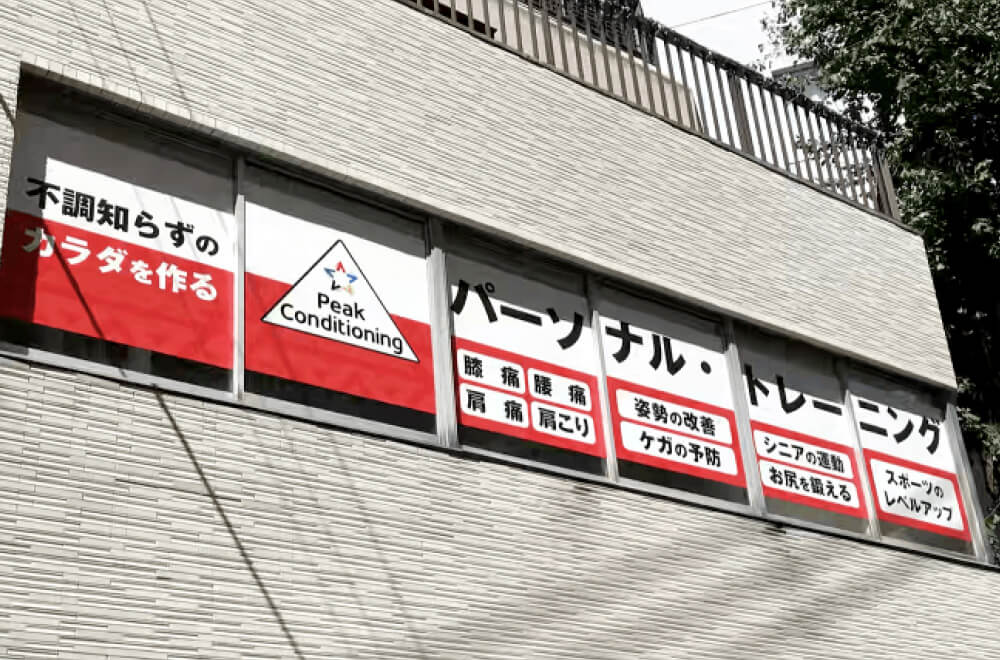 不調知らずの
カラダを作る
Peak
Conditioning
パーソナル・トレーニング
膝痛 腰痛
肩痛 肩こり
姿勢の改善
ケガの予防
シニアの運動
お尻を鍛える
スポーツの
レベルアップ